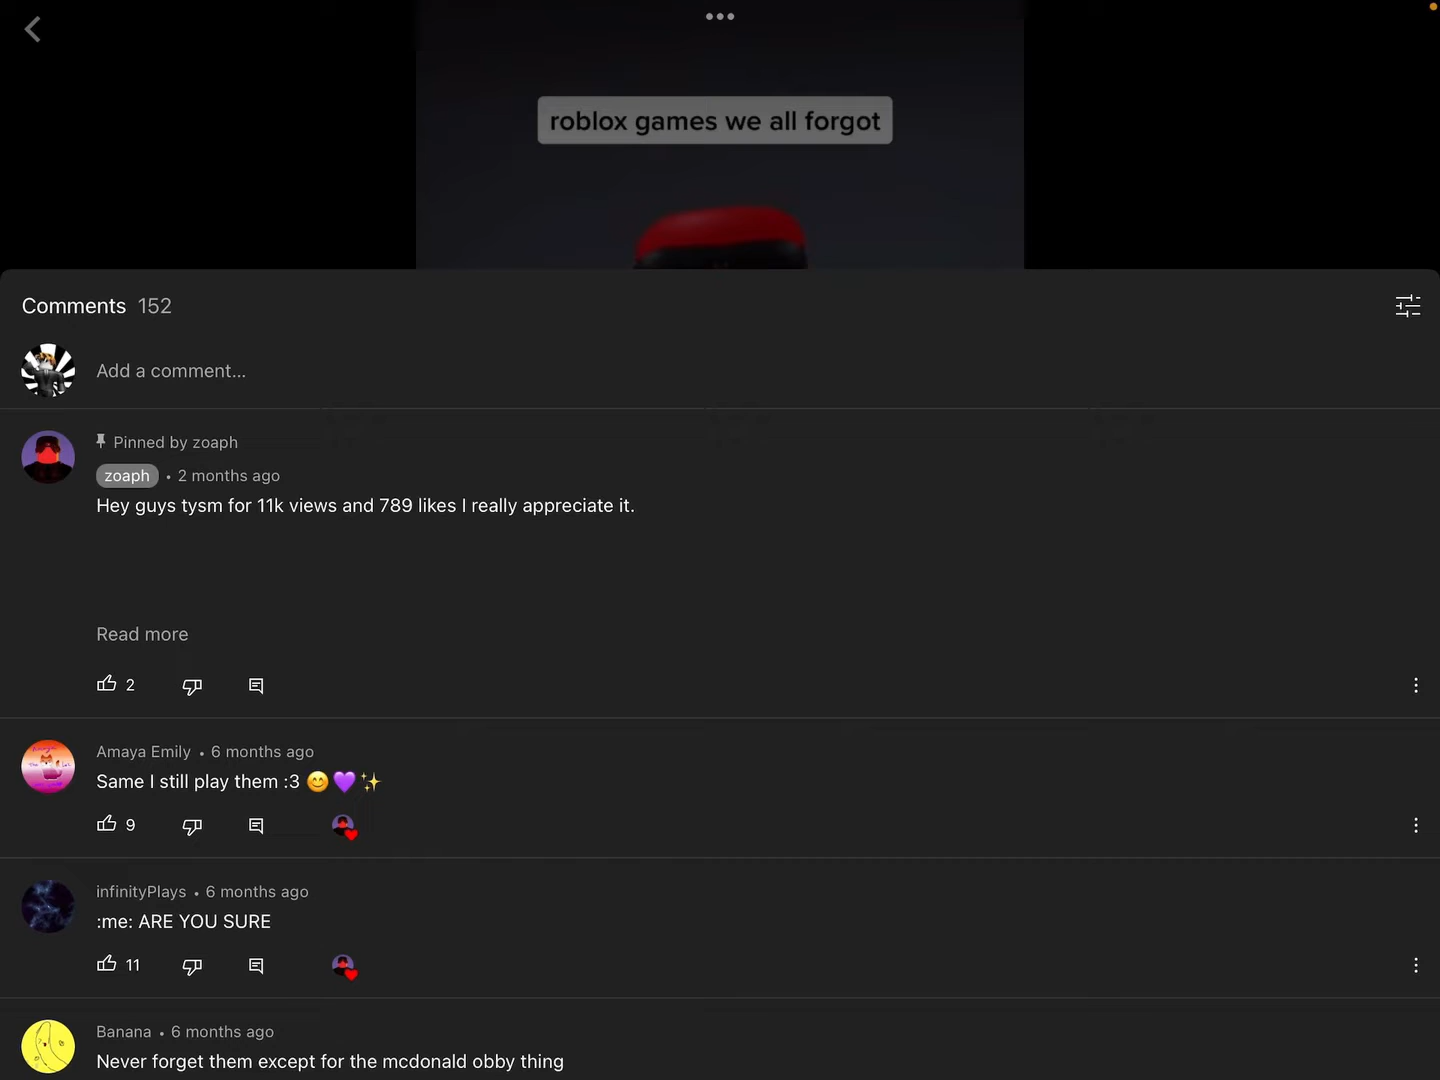 roblox games we all forgot
Comments 152
Add a comment...
Pinned by zoaph
zoaph • 2 months ago
Hey guys tysm for 11k views and 789 likes I really appreciate it.
Read more
2
Amaya Emily • 6 months ago
Same I still play them :3 😊💜✨
9
infinityPlays • 6 months ago
:me: ARE YOU SURE
11
Banana • 6 months ago
Never forget them except for the mcdonald obby thing